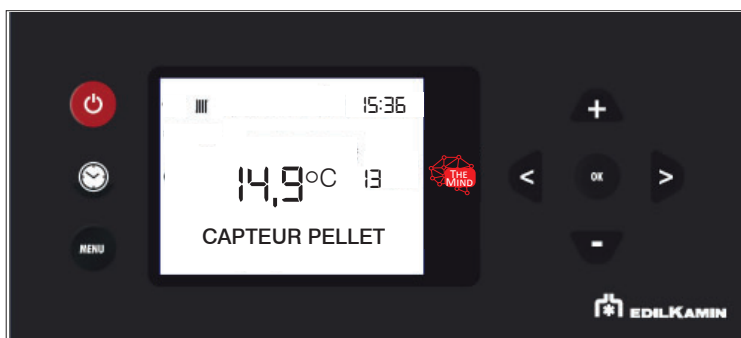 15:36
14,9°C 13
THE
MIND
CAPTEUR PELLET
MENU
< OK >
+
-
EDILKAMIN